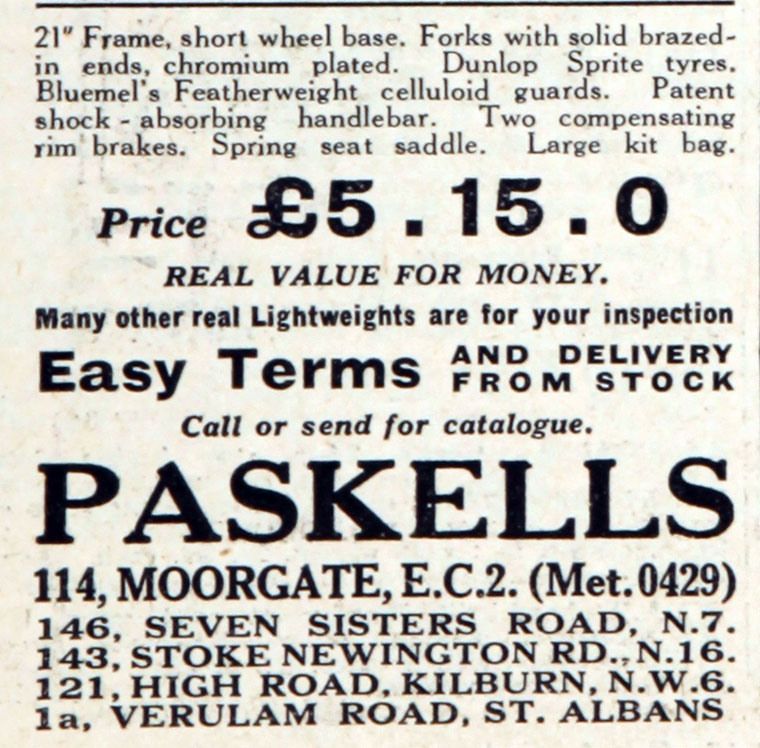 21" Frame, short wheel base. Forks with solid brazed-
in ends, chromium plated. Dunlop Sprite tyres.
Bluemel's Featherweight celluloid guards. Patent
shock-absorbing handlebar. Two compensating
rim brakes. Spring seat saddle. Large kit bag.
Price £5.15.0
REAL VALUE FOR MONEY.
Many other real Lightweights are for your inspection
Easy Terms AND DELIVERY
FROM STOCK
Call or send for catalogue.
PASKELLS
114, MOORGATE, E.C.2. (Met. 0429)
146, SEVEN SISTERS ROAD, N.7.
143, STOKE NEWINGTON RD., N.16.
121, HIGH ROAD, KILBURN, N.W.6.
1a, VERULAM ROAD, ST. ALBANS